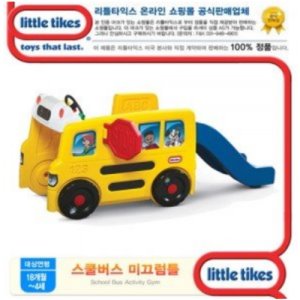 little tikes
toys that last.
리틀타익스 온라인 쇼핑몰 공식판매업체
이 제품은 리틀타익스 미국 본사와 직접 계약하여 판매하는 100% 정품입니다.
ABC
123
little tikes
대상연령
18개월
~4세
스쿨버스 미끄럼틀
School Bus Activity Gym
little tikes